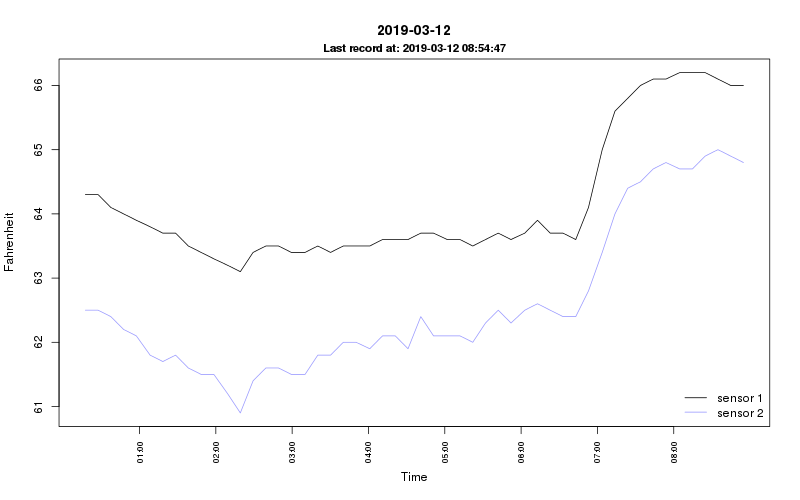 2019-03-12
Last record at: 2019-03-12 08:54:47
Fahrenheit
66
65
64
63
62
61
sensor 1
sensor 2
01:00 02:00 03:00 04:00 05:00 06:00 07:00 08:00
Time